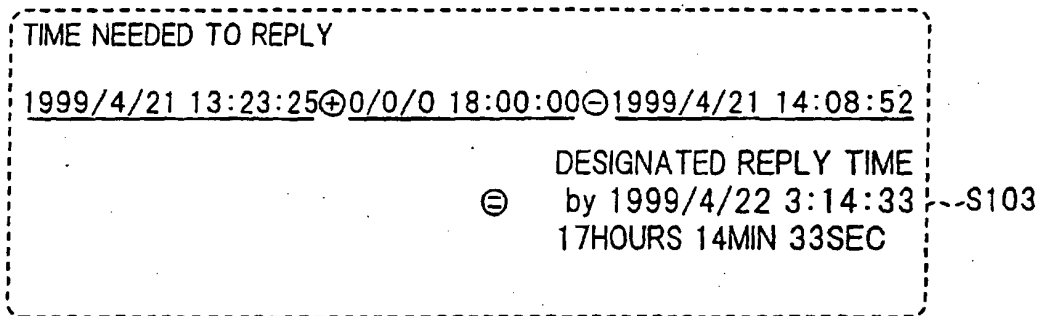 TIME NEEDED TO REPLY
1999/4/21 13:23:25⊕0/0/0 18:00:00⊖1999/4/21 14:08:52
DESIGNATED REPLY TIME
⊜ by 1999/4/22 3:14:33
S103
17HOURS 14MIN 33SEC